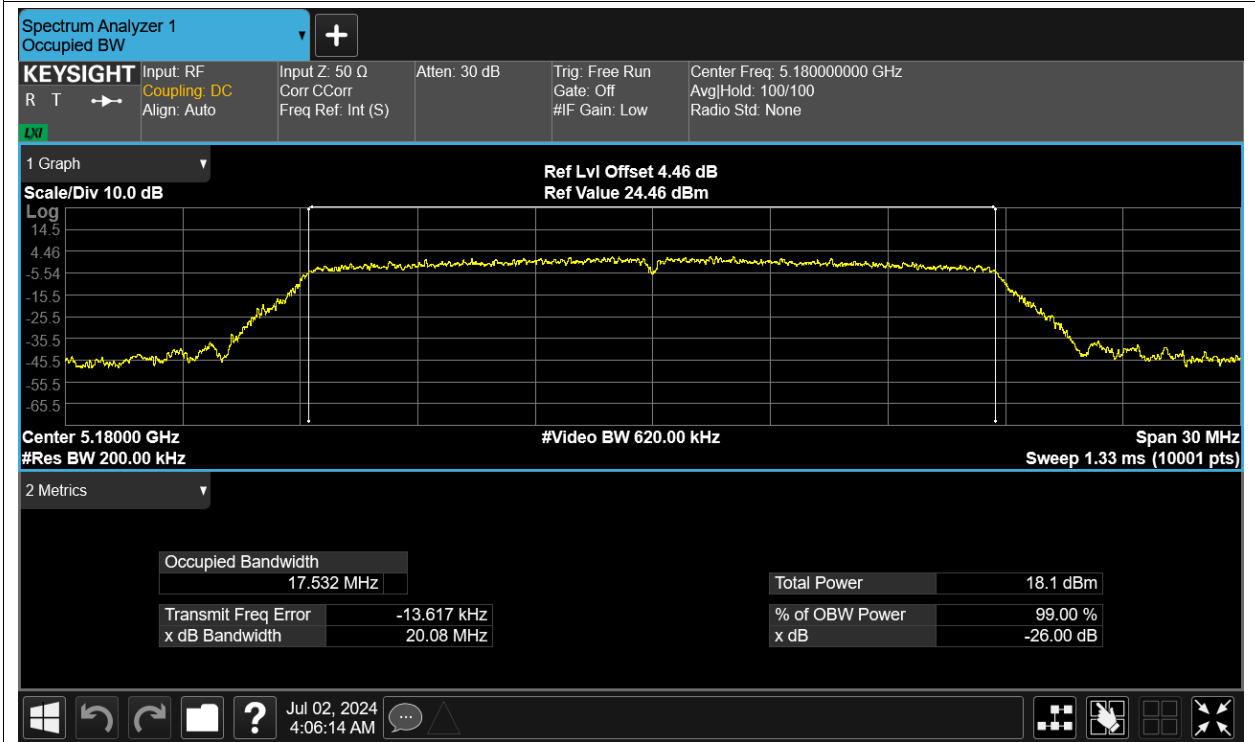 Spectrum Analyzer 1
Occupied BW
KEYSIGHT
R T
LXI
Input: RF
Coupling: DC
Align: Auto
Input Z: 50 Ω
Corr CCorr
Freq Ref: Int (S)
Atten: 30 dB
Trig: Free Run
Gate: Off
#IF Gain: Low
Center Freq: 5.180000000 GHz
Avg|Hold: 100/100
Radio Std: None
1 Graph
Scale/Div 10.0 dB
Ref Lvl Offset 4.46 dB
Ref Value 24.46 dBm
Log
14.5
4.46
-5.54
-15.5
-25.5
-35.5
-45.5
-55.5
-65.5
Center 5.18000 GHz
#Res BW 200.00 kHz
#Video BW 620.00 kHz
Span 30 MHz
Sweep 1.33 ms (10001 pts)
2 Metrics
Occupied Bandwidth
17.532 MHz
Transmit Freq Error -13.617 kHz
x dB Bandwidth 20.08 MHz
Total Power 18.1 dBm
% of OBW Power 99.00 %
x dB -26.00 dB
?
Jul 02, 2024
4:06:14 AM